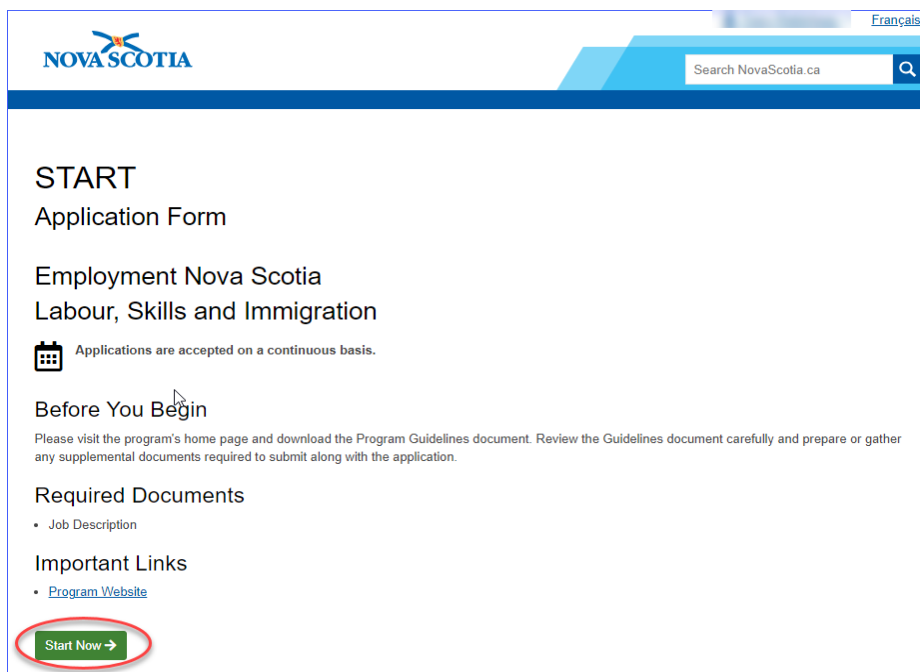 Français
NOVA SCOTIA
Search NovaScotia.ca
START
Application Form
Employment Nova Scotia
Labour, Skills and Immigration
Applications are accepted on a continuous basis.
Before You Begin
Please visit the program's home page and download the Program Guidelines document. Review the Guidelines document carefully and prepare or gather
any supplemental documents required to submit along with the application.
Required Documents
• Job Description
Important Links
• Program Website
Start Now →